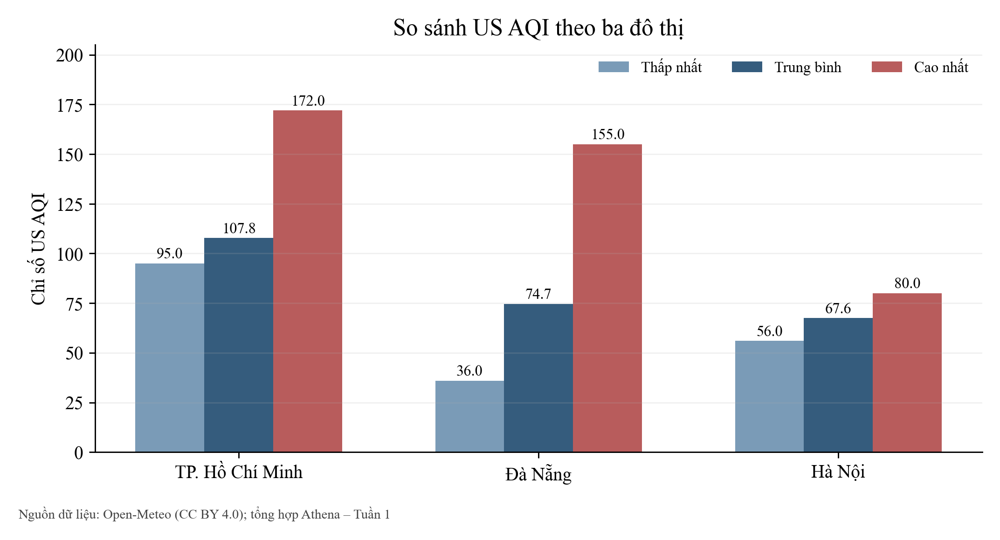 So sánh US AQI theo ba đô thị
Thấp nhất Trung bình Cao nhất
Chỉ số US AQI
200
175
150
125
100
75
50
25
0
95.0
107.8
172.0
36.0
74.7
155.0
56.0
67.6
80.0
TP. Hồ Chí Minh
Đà Nẵng
Hà Nội
Nguồn dữ liệu: Open-Meteo (CC BY 4.0); tổng hợp Athena – Tuần 1